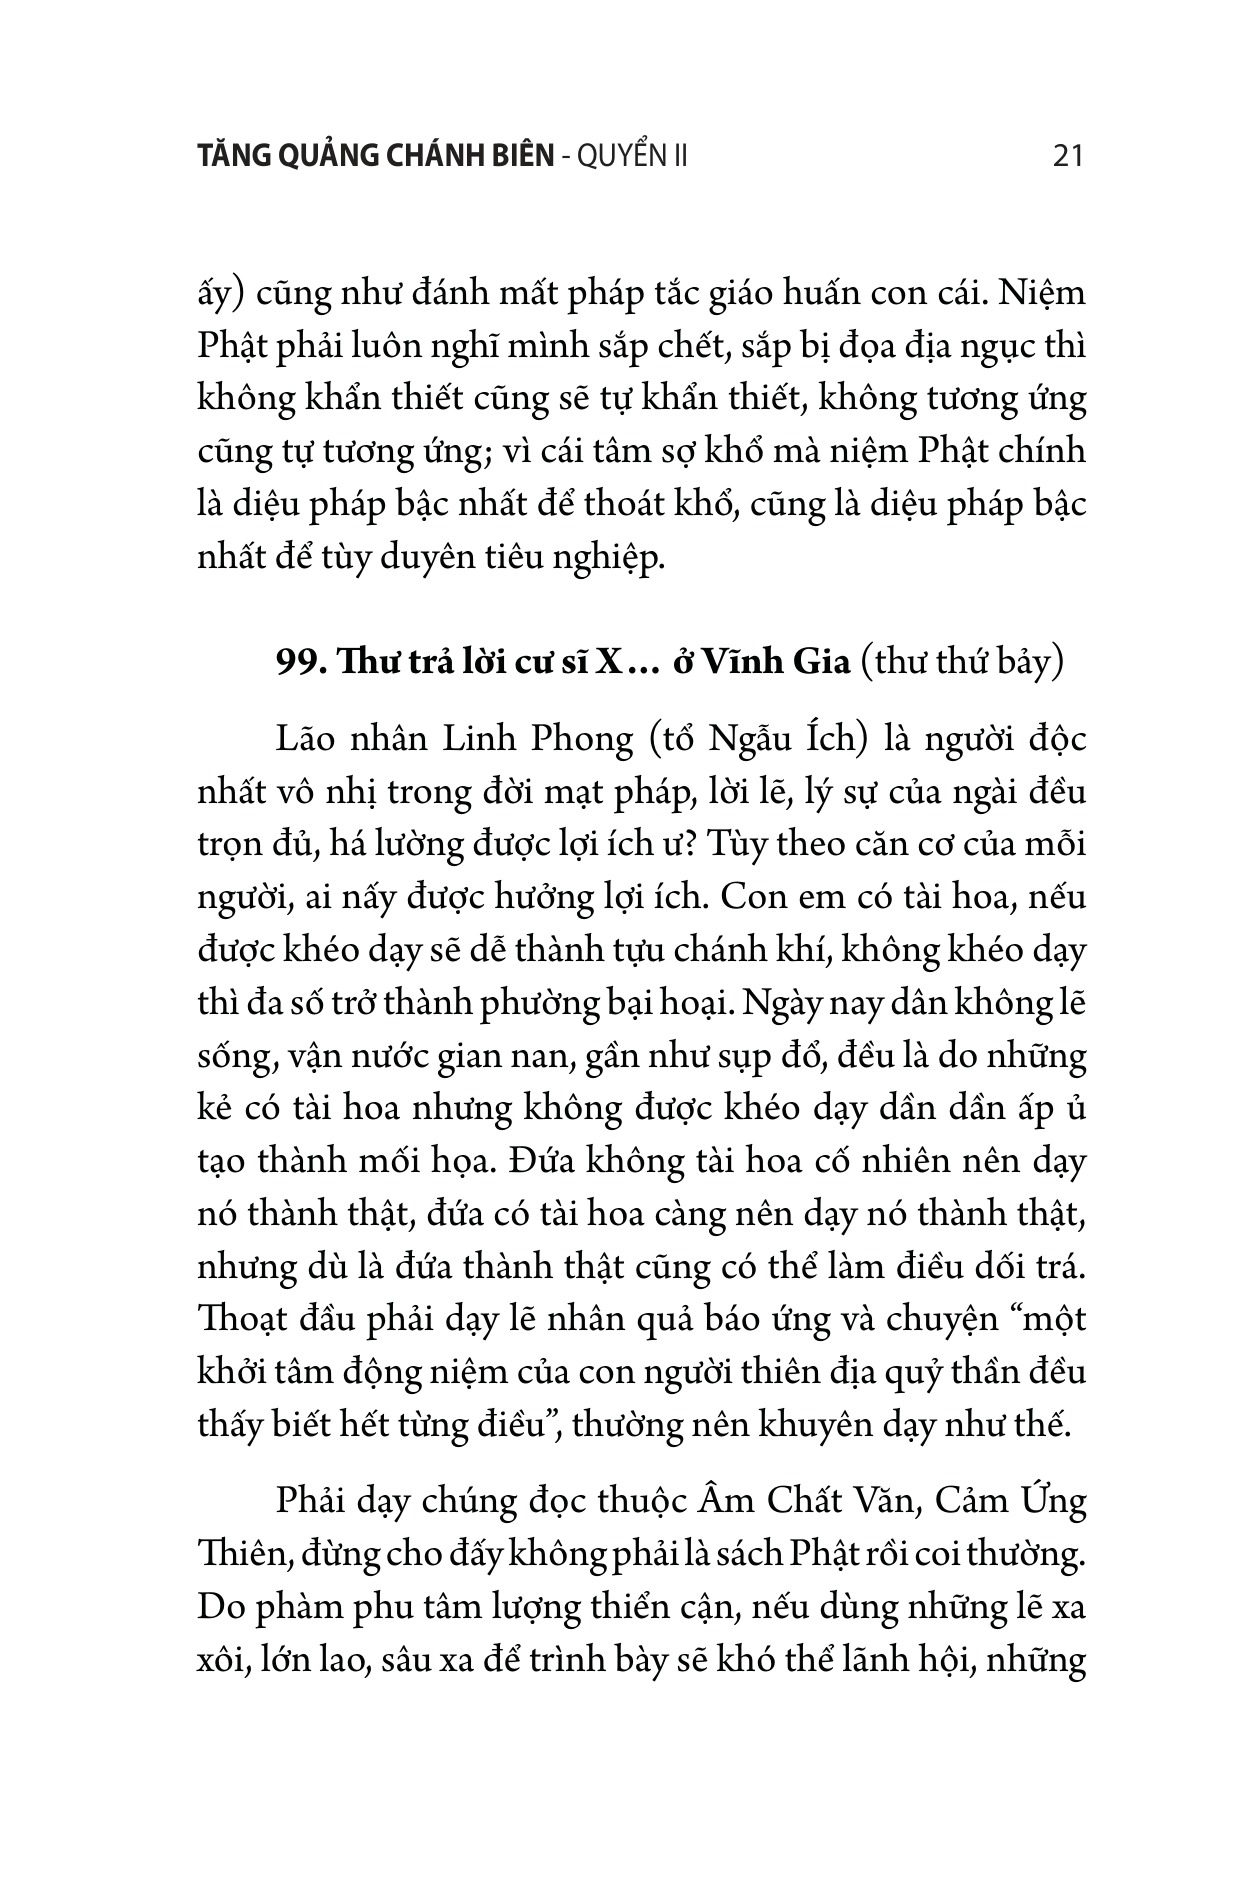 TĂNG QUẢNG CHÁNH BIÊN - QUYỂN II 21
ấy) cũng như đánh mất pháp tắc giáo huấn con cái. Niệm
Phật phải luôn nghĩ mình sắp chết, sắp bị đọa địa ngục thì
không khẩn thiết cũng sẽ tự khẩn thiết, không tương ứng
cũng tự tương ứng; vì cái tâm sợ khổ mà niệm Phật chính
là diệu pháp bậc nhất để thoát khổ, cũng là diệu pháp bậc
nhất để tùy duyên tiêu nghiệp.
99. Thư trả lời cư sĩ X… ở Vĩnh Gia (thư thứ bảy)
Lão nhân Linh Phong (tổ Ngẫu Ích) là người độc
nhất vô nhị trong đời mạt pháp, lời lẽ, lý sự của ngài đều
trọn đủ, há lường được lợi ích ư? Tùy theo căn cơ của mỗi
người, ai nấy được hưởng lợi ích. Con em có tài hoa, nếu
được khéo dạy sẽ dễ thành tựu chánh khí, không khéo dạy
thì đa số trở thành phường bại hoại. Ngày nay dân không lẽ
sống, vận nước gian nan, gần như sụp đổ, đều là do những
kẻ có tài hoa nhưng không được khéo dạy dần dần ấp ủ
tạo thành mối họa. Đứa không tài hoa cố nhiên nên dạy
nó thành thật, đứa có tài hoa càng nên dạy nó thành thật,
nhưng dù là đứa thành thật cũng có thể làm điều dối trá.
Thoạt đầu phải dạy lẽ nhân quả báo ứng và chuyện “một
khởi tâm động niệm của con người thiên địa quỷ thần đều
thấy biết hết từng điều”, thường nên khuyên dạy như thế.
Phải dạy chúng đọc thuộc Âm Chất Văn, Cảm Ứng
Thiên, đừng cho đấy không phải là sách Phật rồi coi thường.
Do phàm phu tâm lượng thiển cận, nếu dùng những lẽ xa
xôi, lớn lao, sâu xa để trình bày sẽ khó thể lãnh hội, những